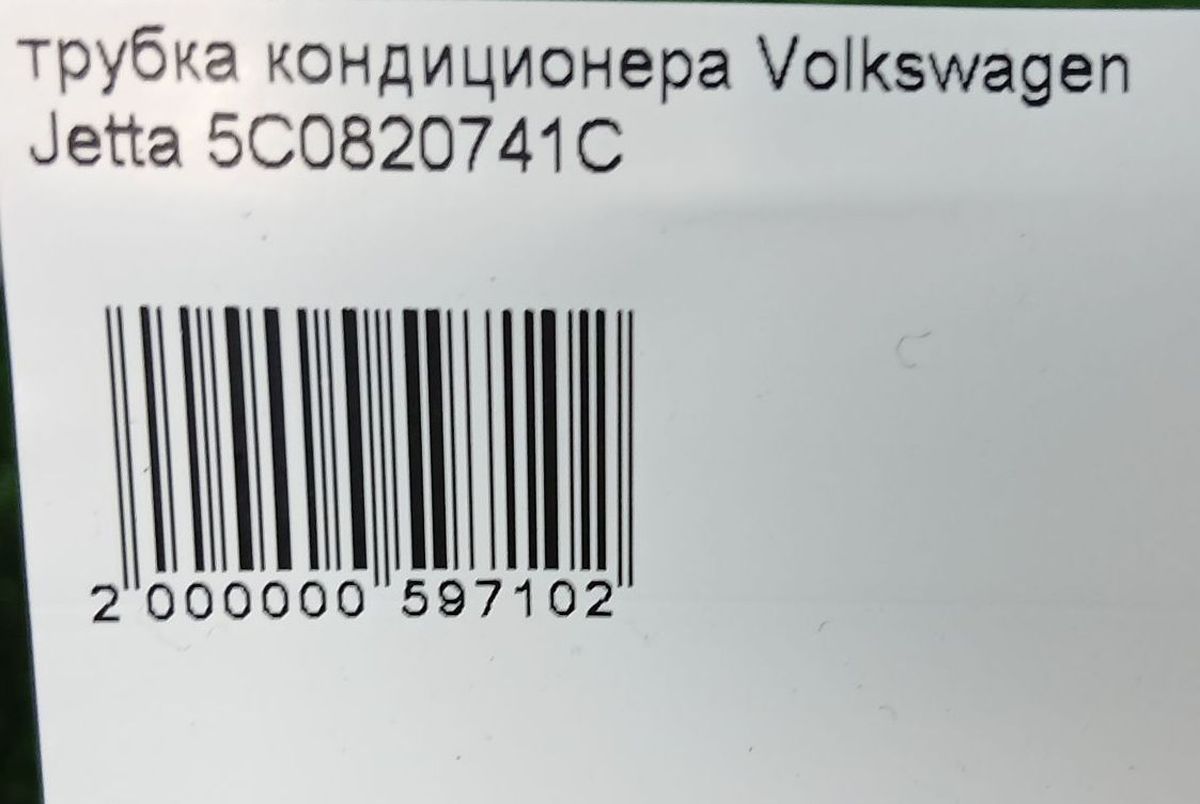 трубка кондиционера Volkswagen
Jetta 5C0820741C
2 000000 597102